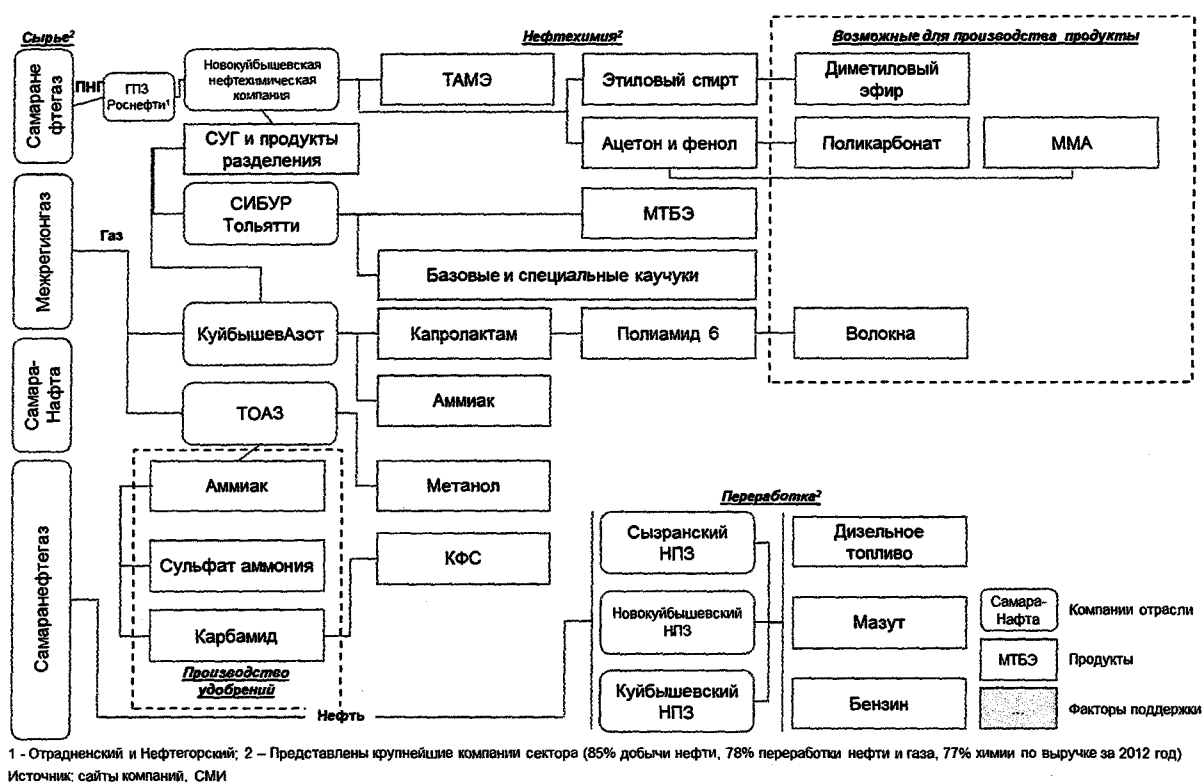 Сырье2
Нефтехимия2
Возможные для производства продукты
Самаране
фтегаз
ПНГ
ГПЗ
Роснефти1
Новокуйбышевская
нефтехимическая
компания
ТАМЭ
Этиловый спирт
Диметиловый
эфир
СУГ и продукты
разделения
Ацетон и фенол
Поликарбонат
ММА
Межрегионгаз
Газ
СИБУР
Тольятти
МТБЭ
Базовые и специальные каучуки
КуйбышевАзот
Капролактам
Полиамид 6
Волокна
Самара-
Нафта
ТОАЗ
Аммиак
Самаранефтегаз
Аммиак
Метанол
Сульфат аммония
КФС
Карбамид
Производство
удобрений
Нефть
Переработка2
Сызранский
НПЗ
Дизельное
топливо
Новокуйбышевский
НПЗ
Мазут
Куйбышевский
НПЗ
Бензин
Самара-
Нафта
Компании отрасли
МТБЭ
Продукты
...
Факторы поддержки
1 - Отрадненский и Нефтегорский; 2 – Представлены крупнейшие компании сектора (85% добычи нефти, 78% переработки нефти и газа, 77% химии по выручке за 2012 год)
Источник: сайты компаний, СМИ